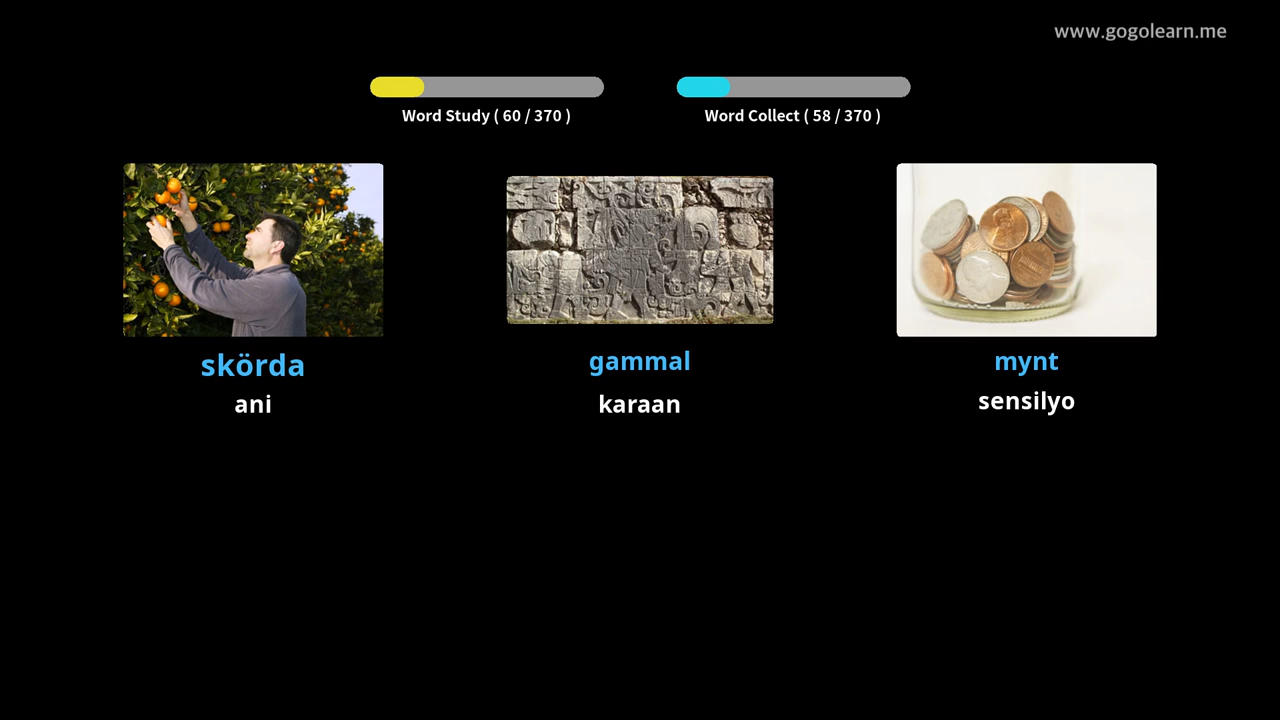 www.gogolearn.me
Word Study ( 60 / 370 )
Word Collect ( 58 / 370 )
skörda
ani
gammal
karaan
mynt
sensilyo